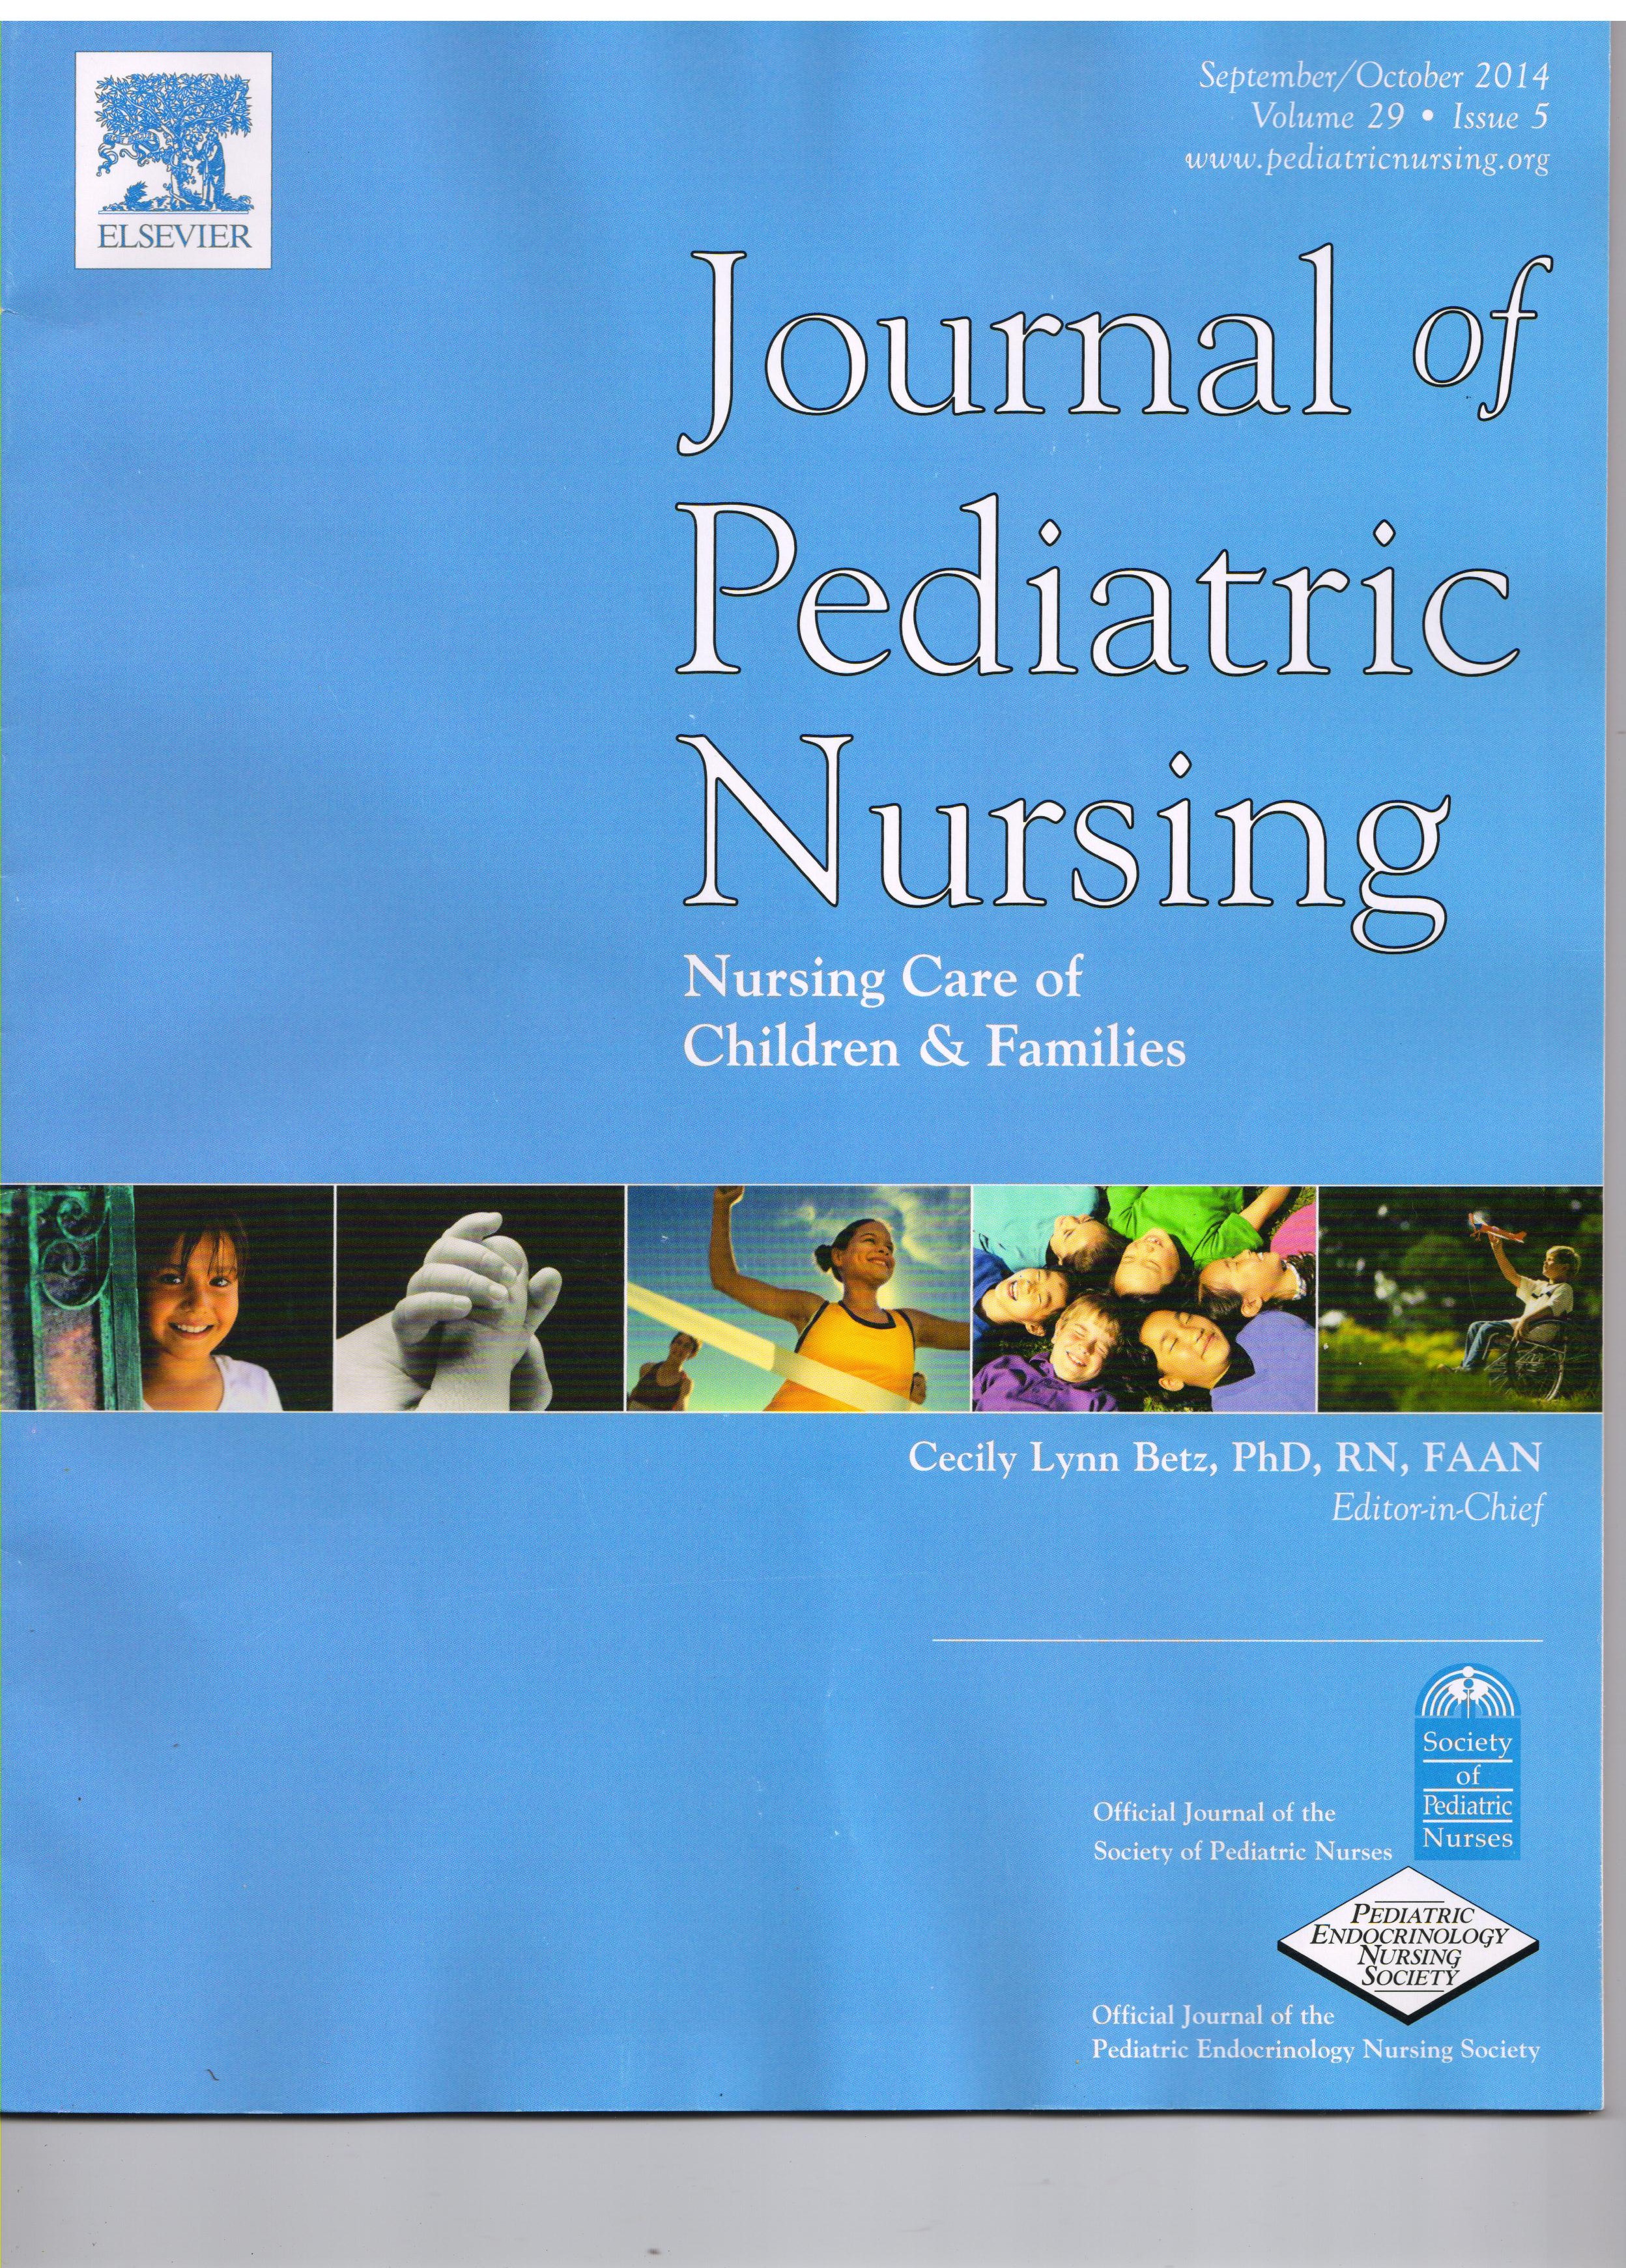 ELSEVIER
September/October 2014
Volume 29 • Issue 5
www.pediatricnursing.org
Journal of
Pediatric
Nursing
Nursing Care of
Children & Families
Cecily Lynn Betz, PhD, RN, FAAN
Editor-in-Chief
Society
of
Pediatric
Nurses
Official Journal of the
Society of Pediatric Nurses
PEDIATRIC
ENDOCRINOLOGY
NURSING
SOCIETY
Official Journal of the
Pediatric Endocrinology Nursing Society